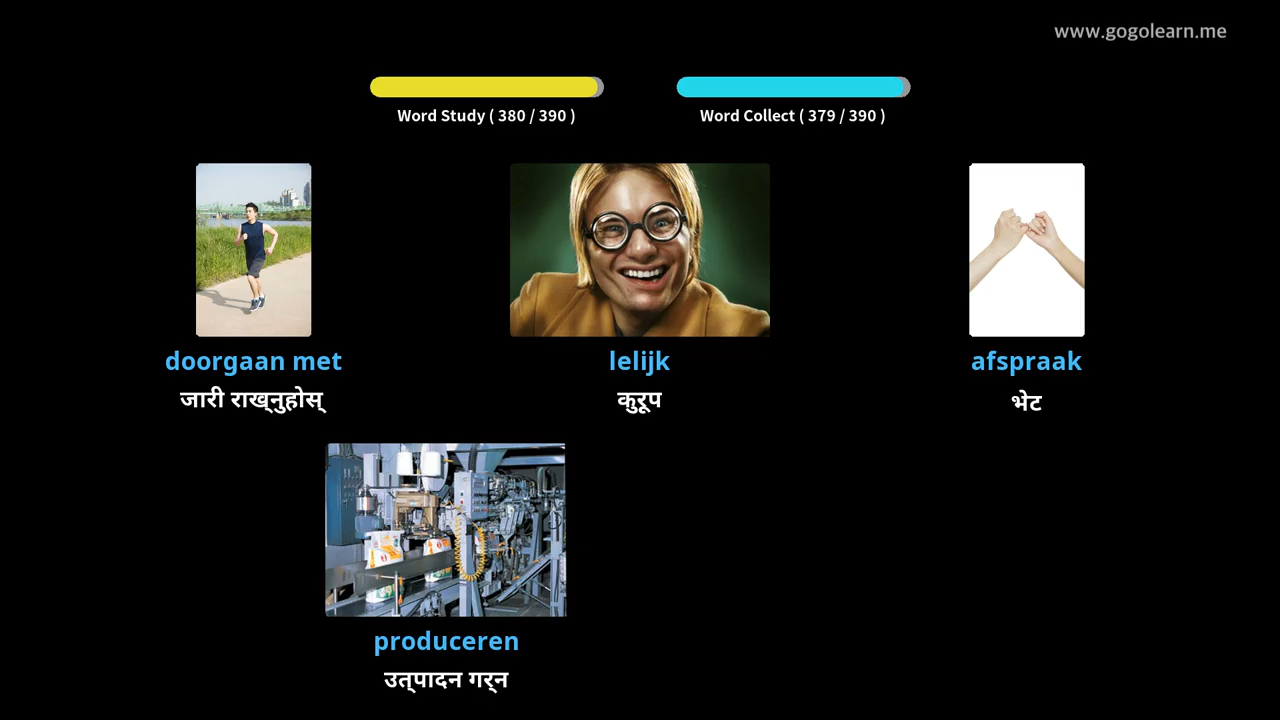 www.gogolearn.me
Word Study ( 380 / 390 )
Word Collect ( 379 / 390 )
doorgaan met
जारी राख्नुहोस्
lelijk
कुरूप
afspraak
भेट
produceren
उत्पादन गर्न